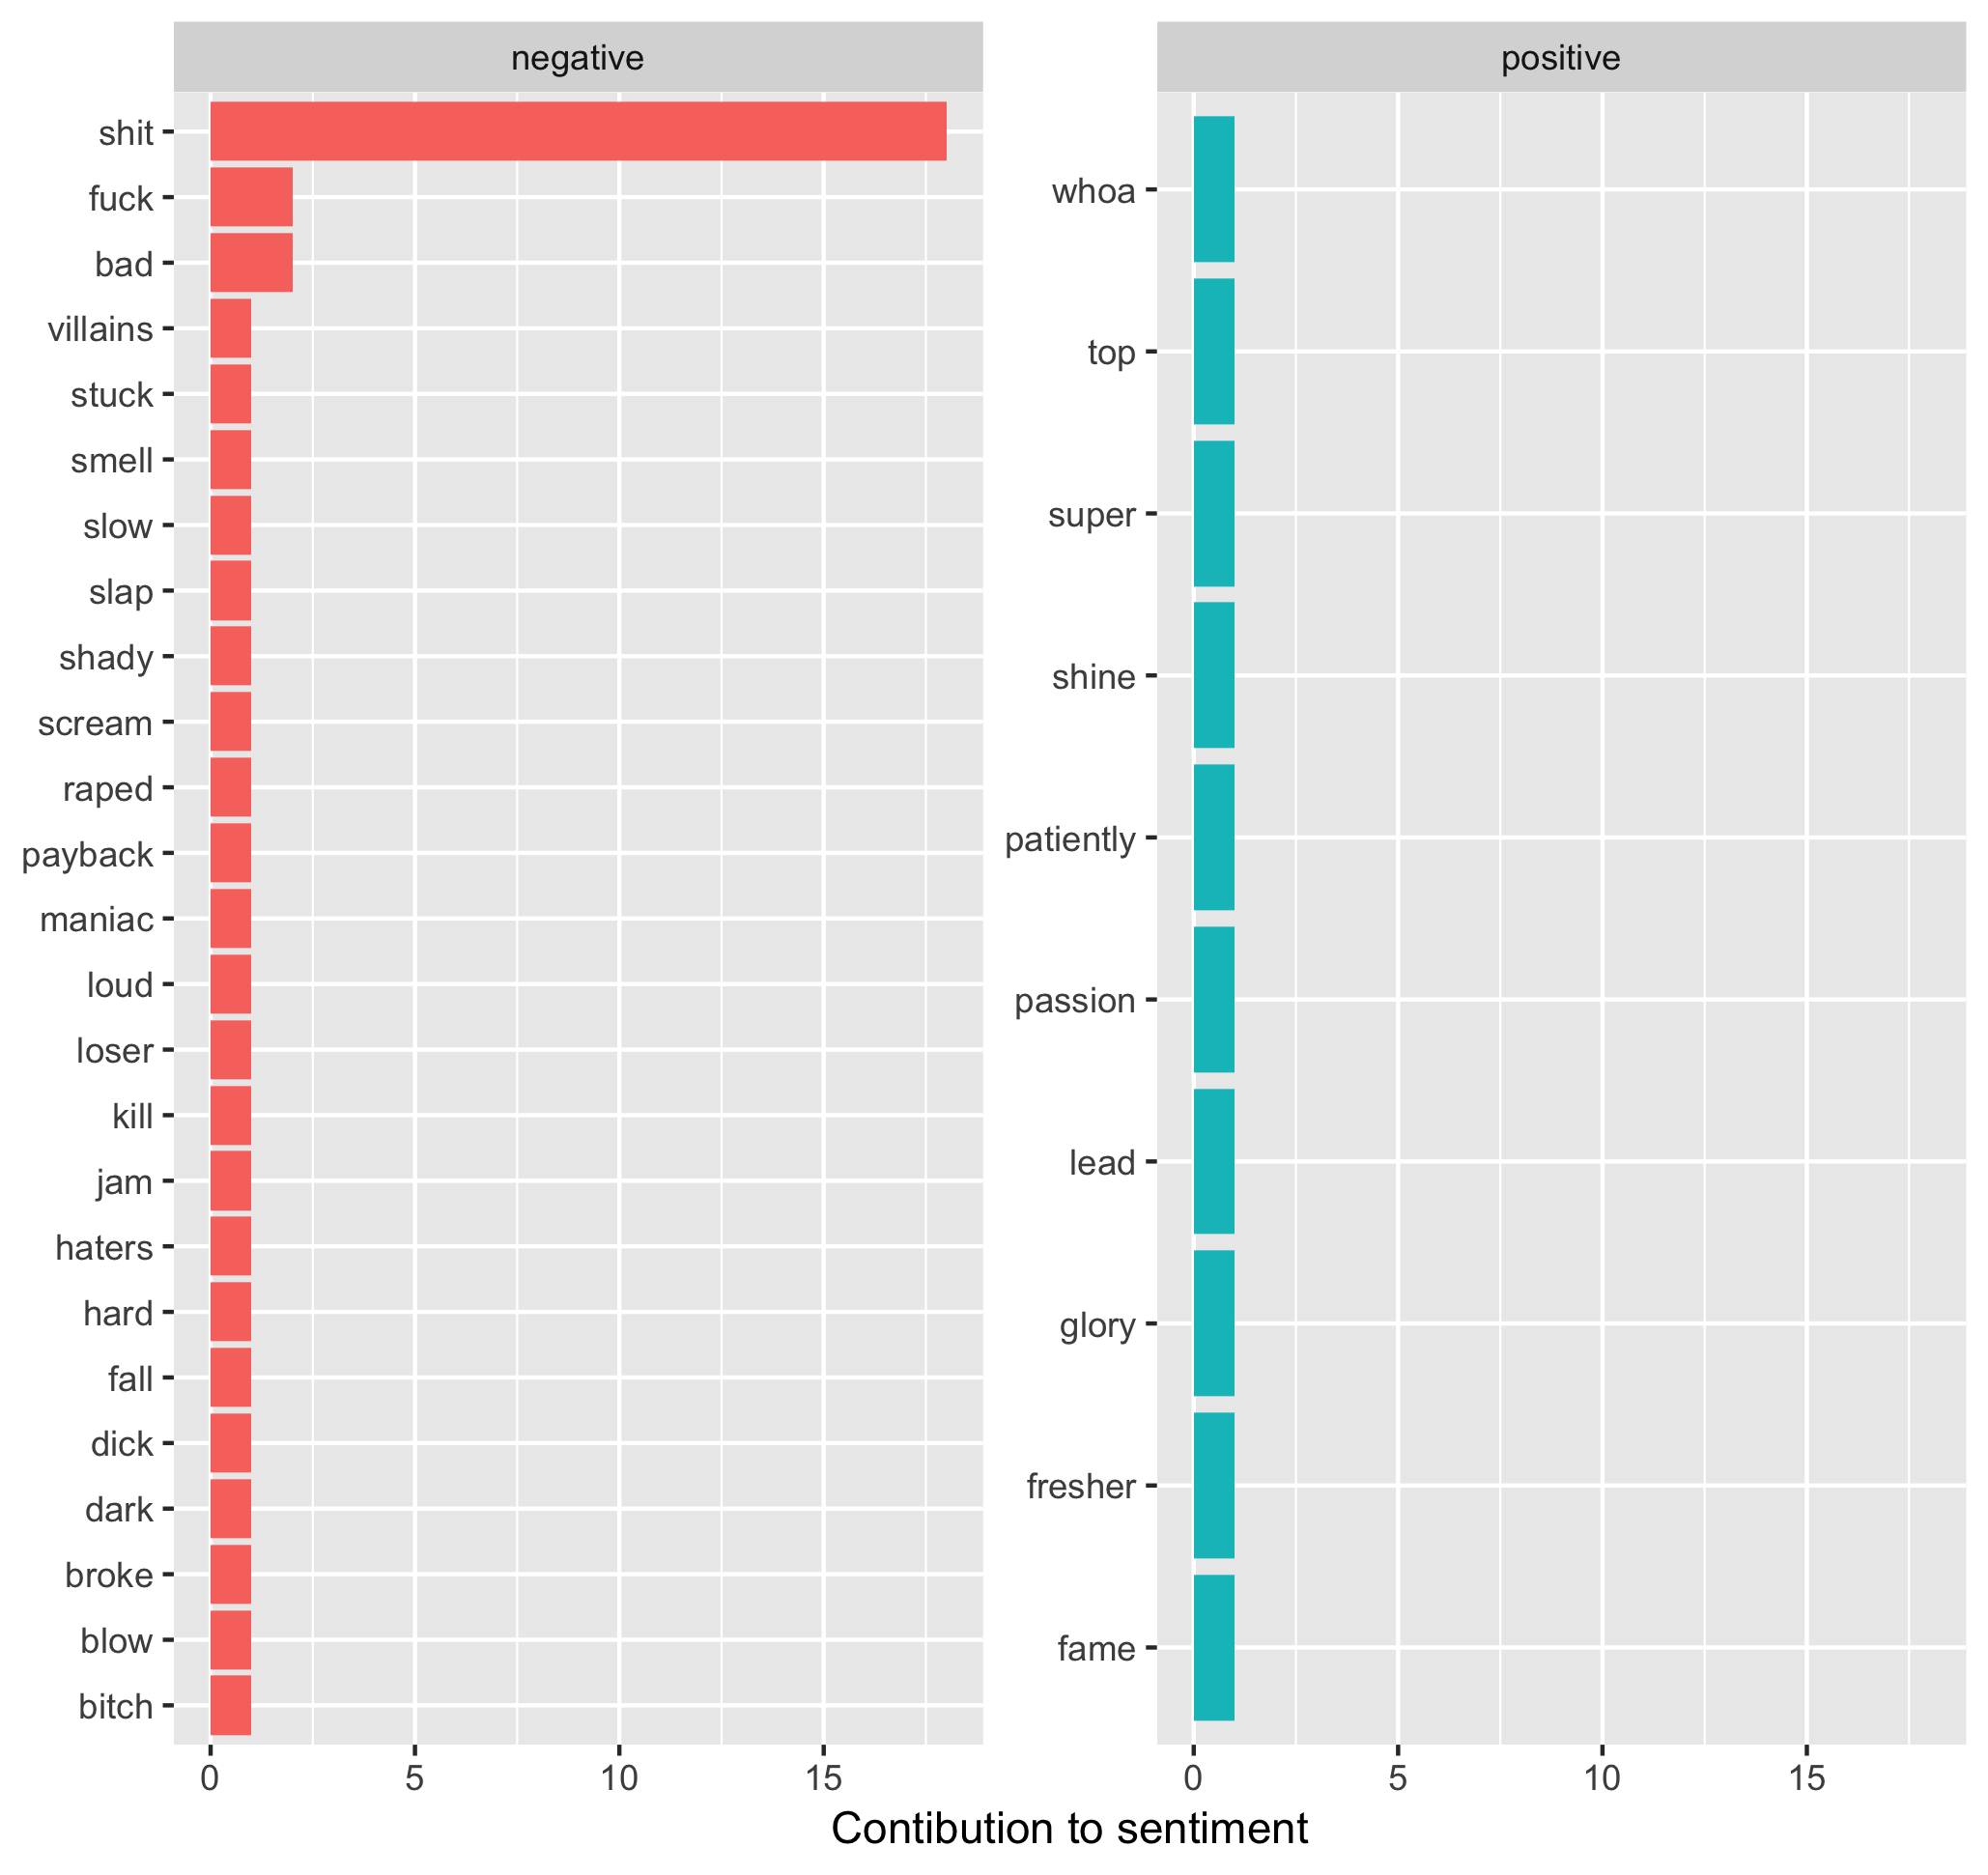 negative
shit
fuck
bad
villains
stuck
smell
slow
slap
shady
scream
raped
payback
maniac
loud
loser
kill
jam
haters
hard
fall
dick
dark
broke
blow
bitch
0 5 10 15
positive
whoa
top
super
shine
patiently
passion
lead
glory
fresher
fame
0 5 10 15
Contibution to sentiment